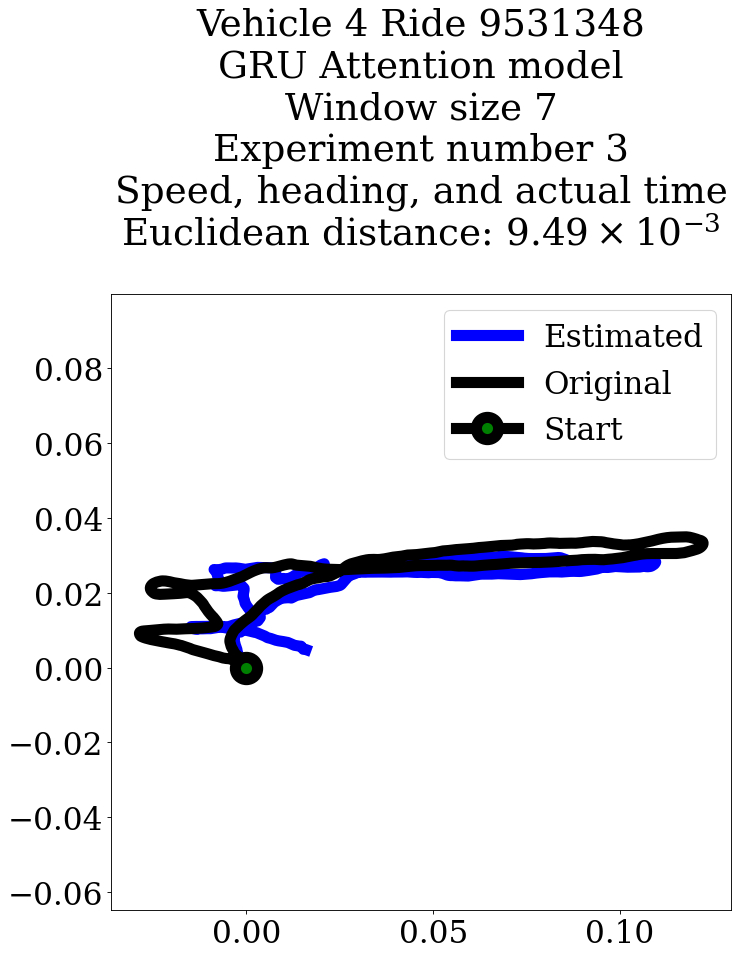 Vehicle 4 Ride 9531348
GRU Attention model
Window size 7
Experiment number 3
Speed, heading, and actual time
Euclidean distance: 9.49 × 10⁻³
Estimated
Original
Start
0.08
0.06
0.04
0.02
0.00
−0.02
−0.04
−0.06
0.00 0.05 0.10